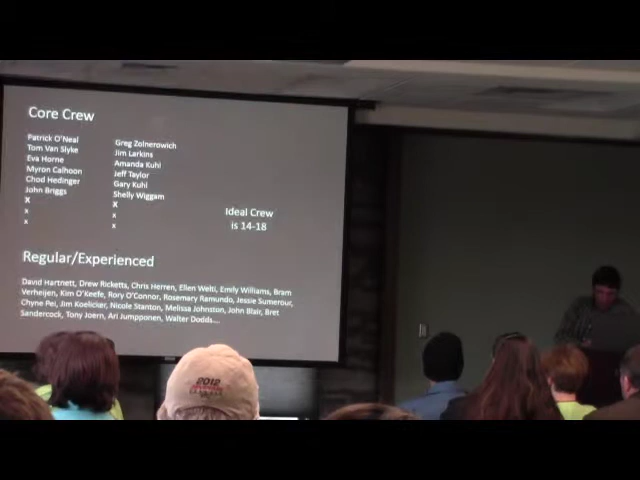 Core Crew
Patrick O'Neal
Tom Van Slyke
Eva Horne
Myron Calhoon
Chod Hedinger
John Briggs
X
x
x
Greg Zolnerowich
Jim Larkins
Amanda Kuhl
Jeff Taylor
Gary Kuhl
Shelly Wiggam
X
x
x
Ideal Crew
is 14-18
Regular/Experienced
David Hartnett, Drew Ricketts, Chris Herren, Ellen Welti, Emily Williams, Bram
Verheijen, Kim O'Keefe, Rory O'Connor, Rosemary Ramundo, Jessie Sumerour,
Chyne Pei, Jim Koelicker, Nicole Stanton, Melissa Johnston, John Blair, Bret
Sandercock, Tony Joern, Ari Jumpponen, Walter Dodds...
2012